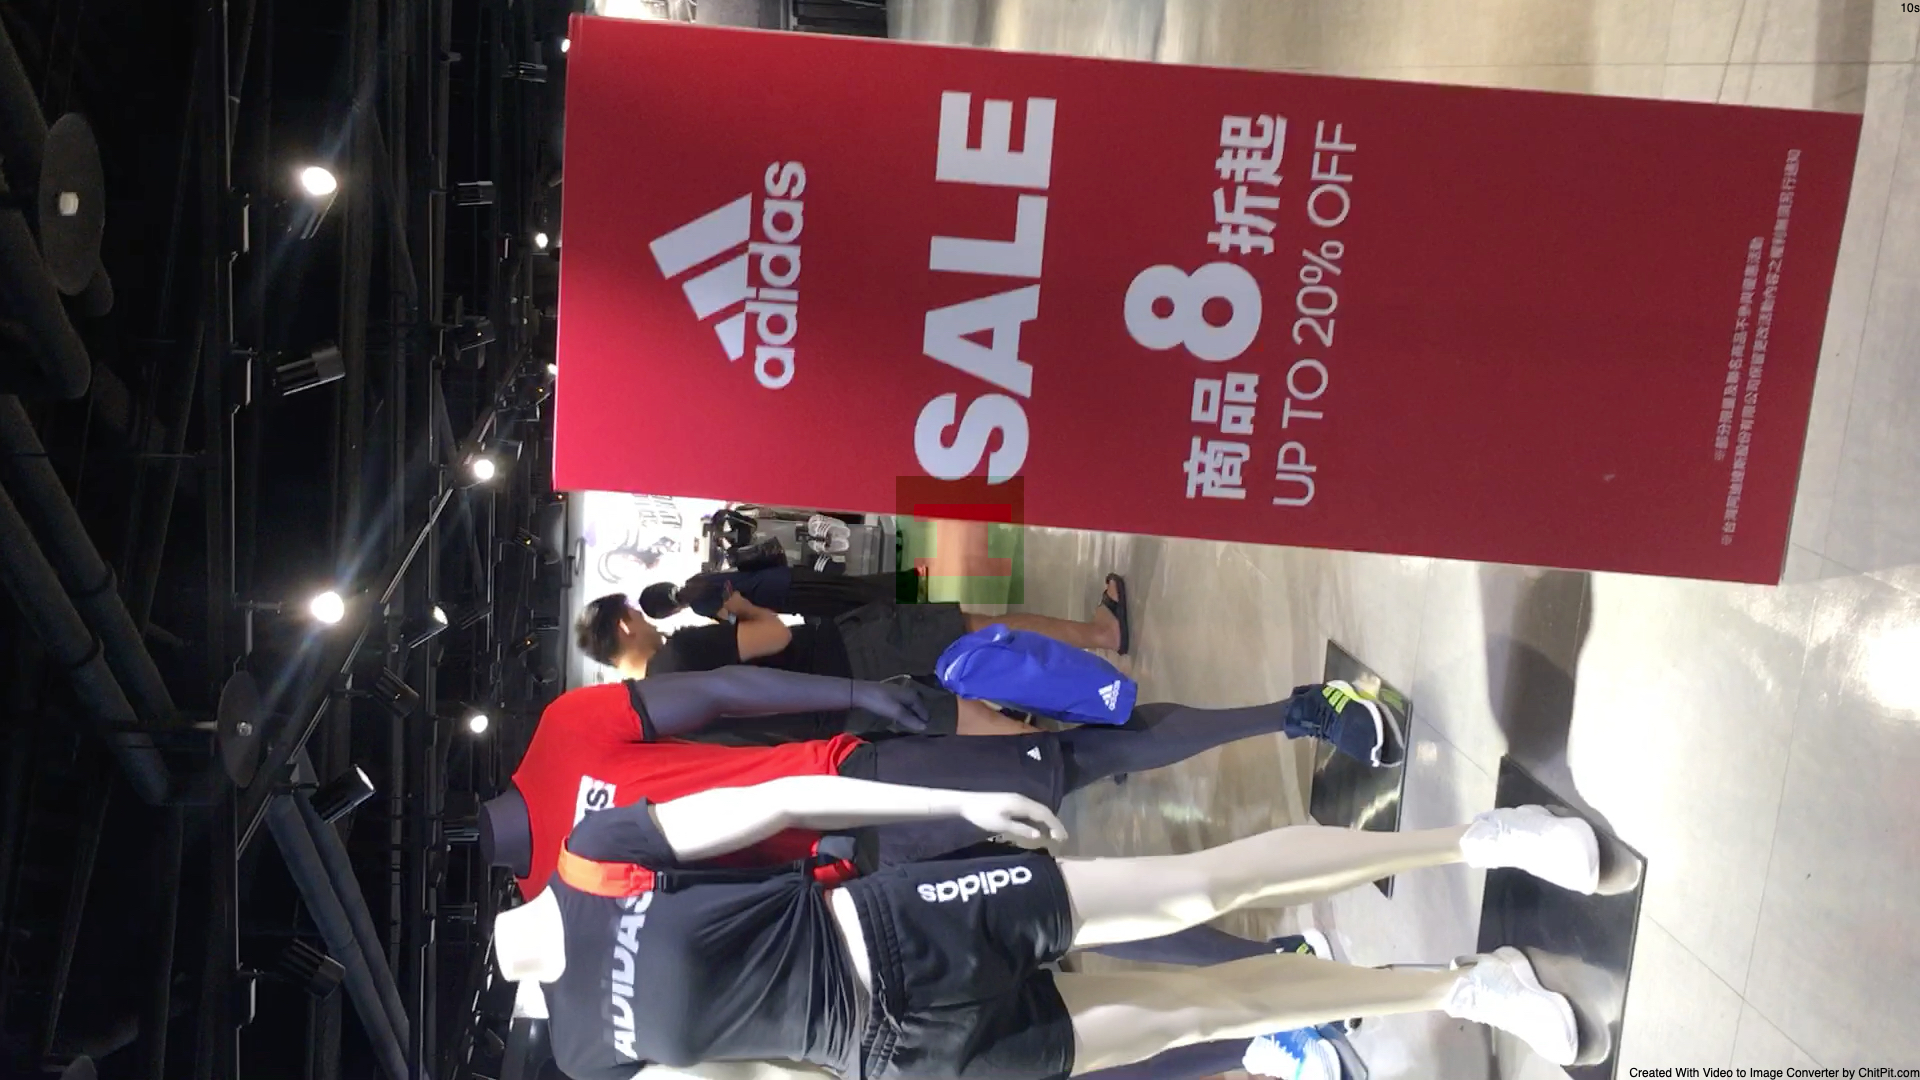 ADIDAS
adidas
adidas
adidas
SALE
商品8折起
UP TO 20% OFF
※部分限量及聯名商品不參與優惠活動
※台灣阿迪達斯股份有限公司保留更改活動內容之權利無須另行通知
Created With Video to Image Converter by ChitPit.com
10s